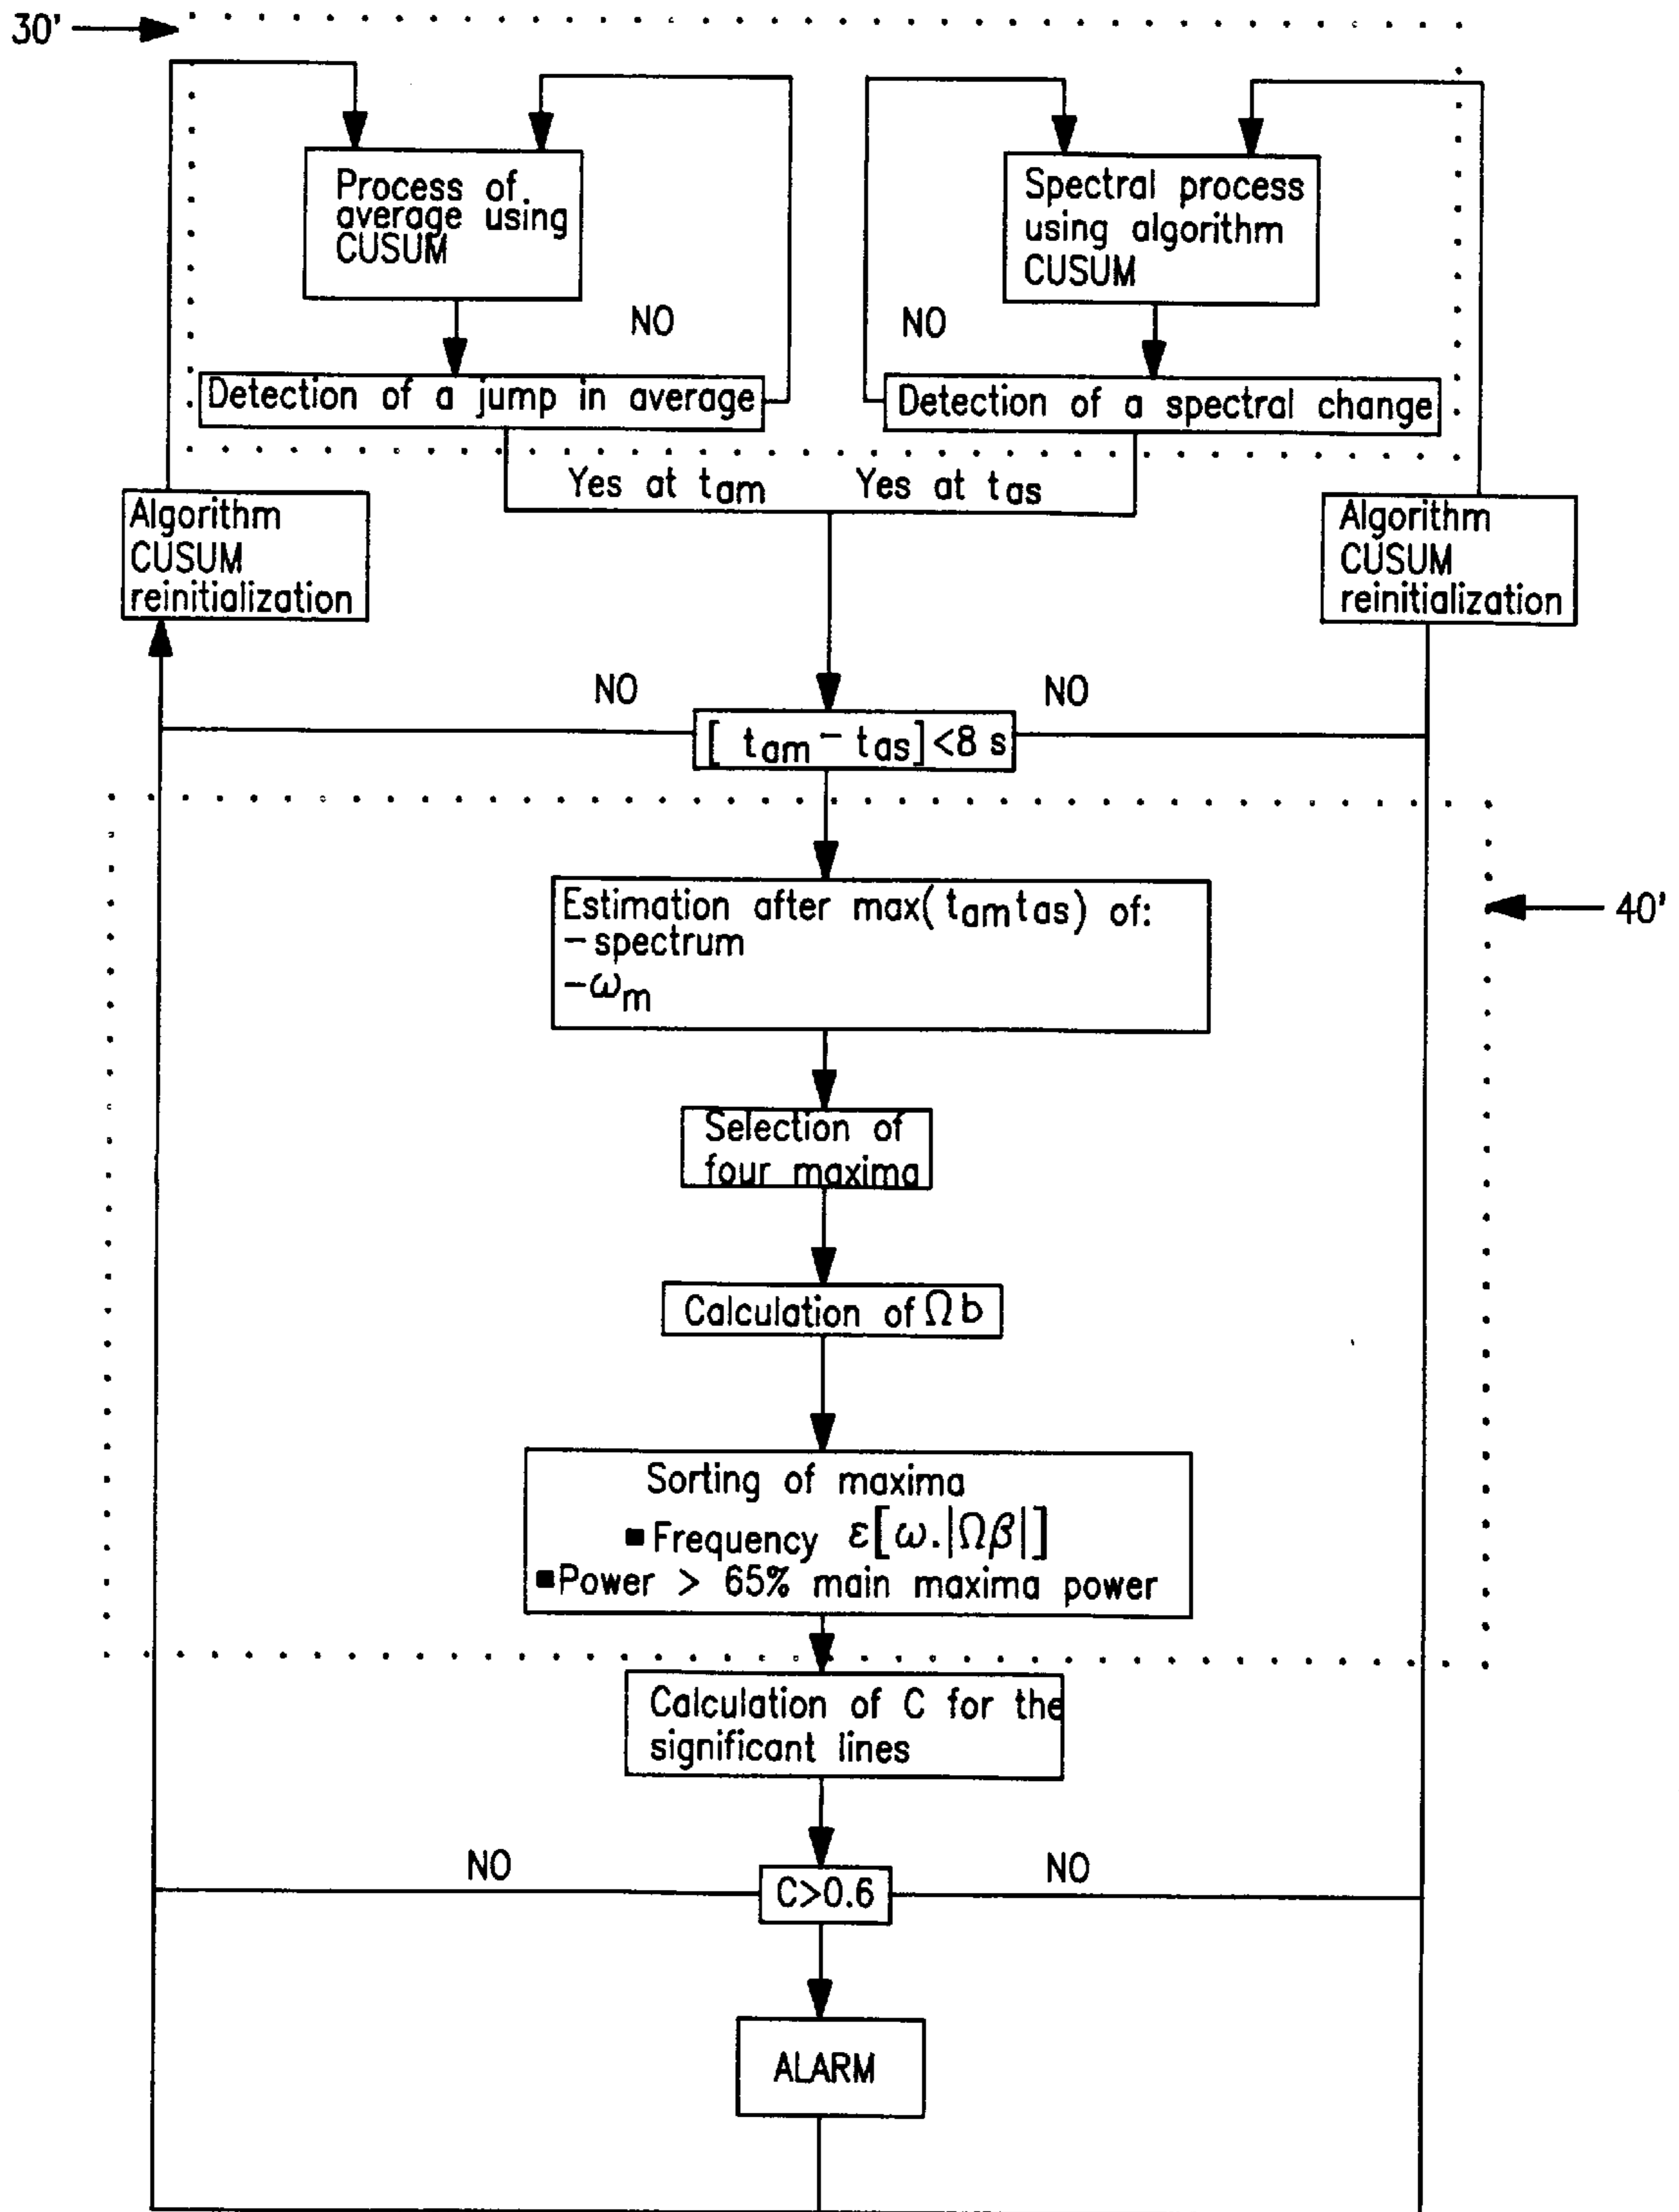 30'
Process of
average using
CUSUM
Spectral process
using algorithm
CUSUM
NO
NO
Detection of a jump in average
Detection of a spectral change
Yes at tam
Yes at tas
Algorithm
CUSUM
reinitialization
Algorithm
CUSUM
reinitialization
NO
NO
[ tam - tas] <8 s
Estimation after max( tamtas) of:
- spectrum
-ωm
40'
Selection of
four maxima
Calculation of Ωb
Sorting of maxima
■ Frequency ε[ω.|Ωβ|]
■ Power > 65% main maxima power
Calculation of C for the
significant lines
NO
NO
C>0.6
ALARM